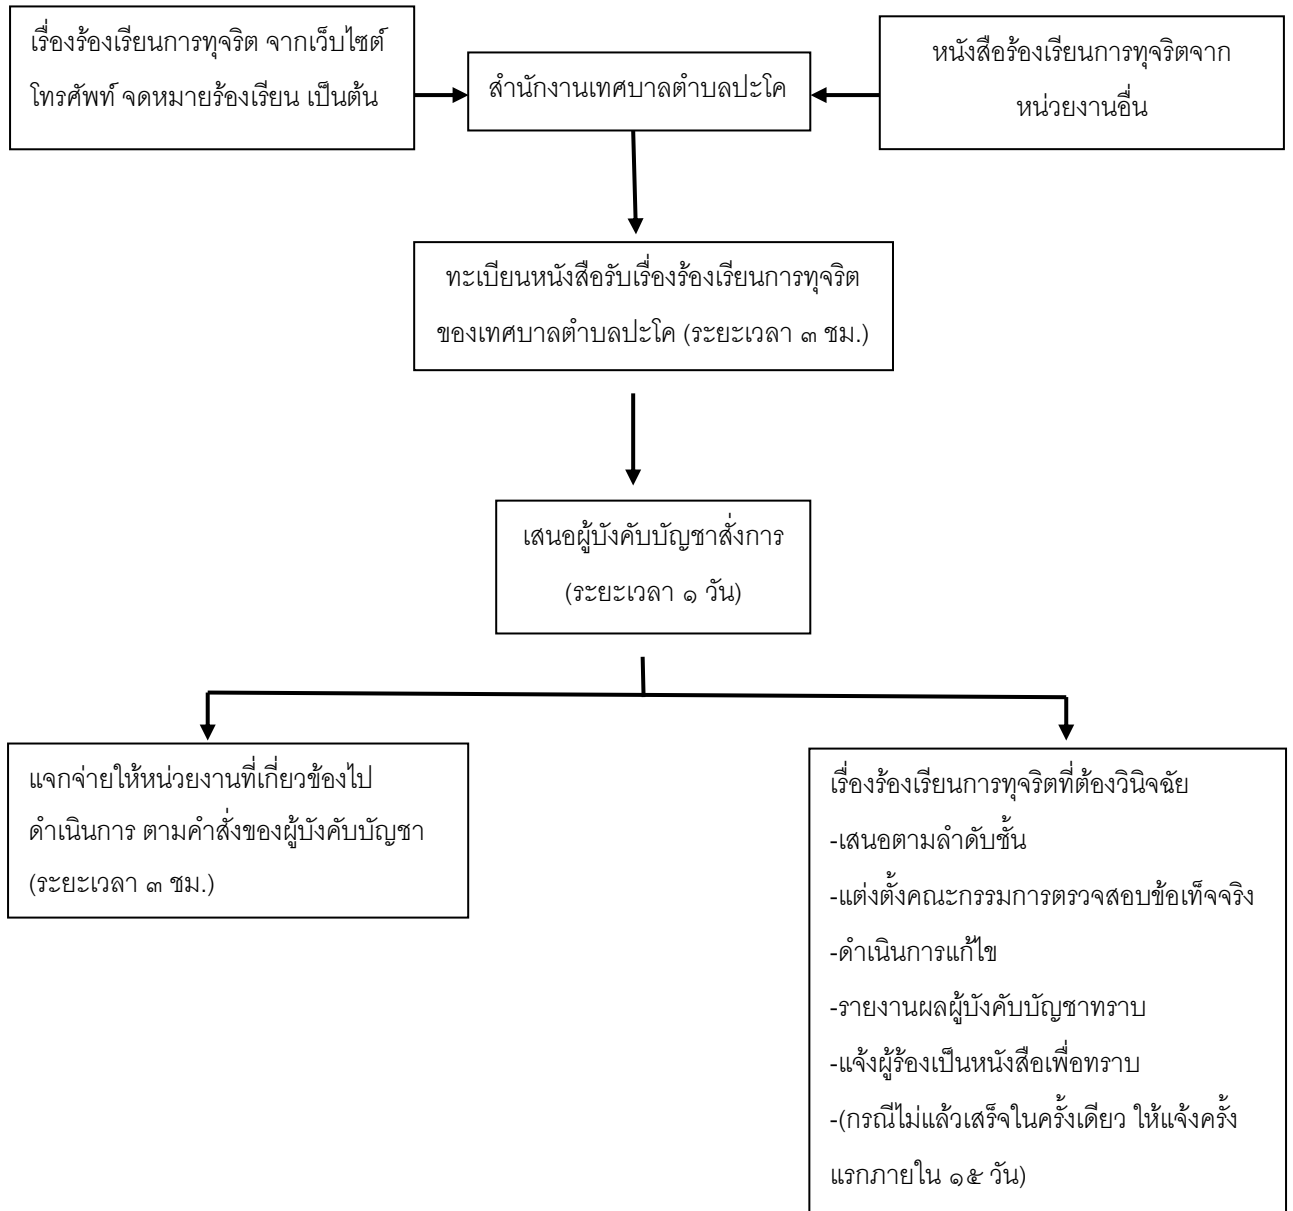 เรื่องร้องเรียนการทุจริต จากเว็บไซต์
โทรศัพท์ จดหมายร้องเรียน เป็นต้น
สำนักงานเทศบาลตำบลปะโค
หนังสือร้องเรียนการทุจริตจาก
หน่วยงานอื่น
ทะเบียนหนังสือรับเรื่องร้องเรียนการทุจริต
ของเทศบาลตำบลปะโค (ระยะเวลา ๓ ชม.)
เสนอผู้บังคับบัญชาสั่งการ
(ระยะเวลา ๑ วัน)
แจกจ่ายให้หน่วยงานที่เกี่ยวข้องไป
ดำเนินการ ตามคำสั่งของผู้บังคับบัญชา
(ระยะเวลา ๓ ชม.)
เรื่องร้องเรียนการทุจริตที่ต้องวินิจฉัย
-เสนอตามลำดับชั้น
-แต่งตั้งคณะกรรมการตรวจสอบข้อเท็จจริง
-ดำเนินการแก้ไข
-รายงานผลผู้บังคับบัญชาทราบ
-แจ้งผู้ร้องเป็นหนังสือเพื่อทราบ
-(กรณีไม่แล้วเสร็จในครั้งเดียว ให้แจ้งครั้ง
แรกภายใน ๑๕ วัน)